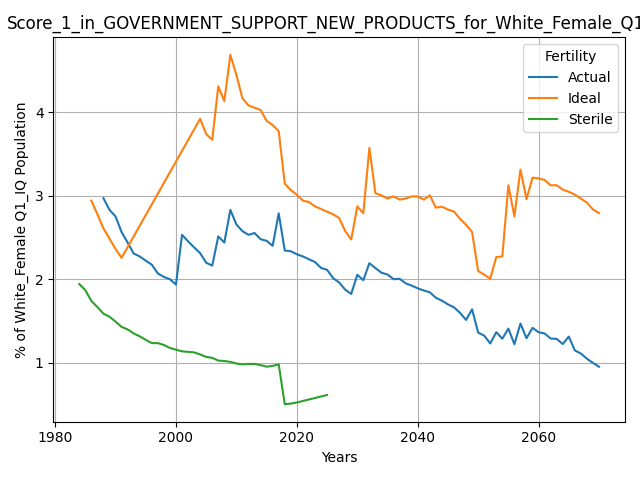 Score_1_in_GOVERNMENT_SUPPORT_NEW_PRODUCTS_for_White_Female_Q1
Fertility
Actual
Ideal
Sterile
% of White_Female Q1_IQ Population
4
3
2
1
1980 2000 2020 2040 2060
Years